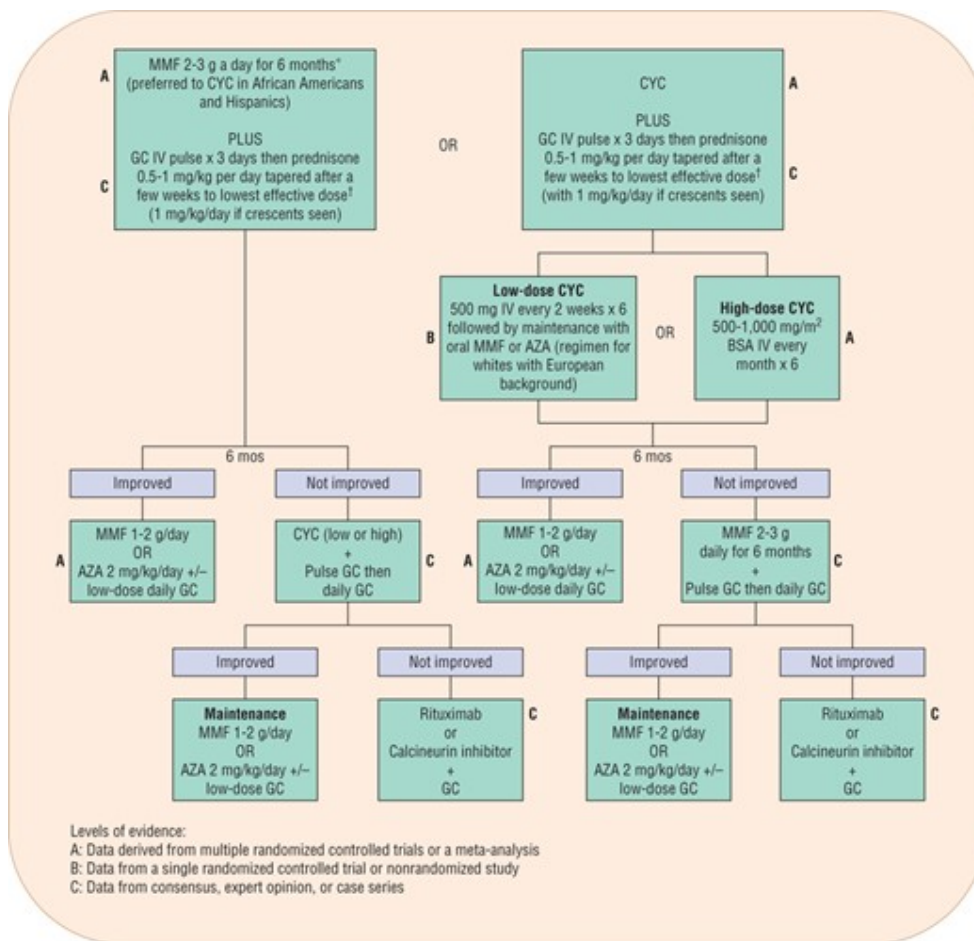 MMF 2-3 g a day for 6 months*
(preferred to CYC in African Americans
and Hispanics)
A
PLUS
GC IV pulse x 3 days then prednisone
0.5-1 mg/kg per day tapered after a
few weeks to lowest effective dose†
(1 mg/kg/day if crescents seen)
C
OR
CYC
A
PLUS
GC IV pulse x 3 days then prednisone
0.5-1 mg/kg per day tapered after a
few weeks to lowest effective dose†
(with 1 mg/kg/day if crescents seen)
C
Low-dose CYC
500 mg IV every 2 weeks x 6
followed by maintenance with
oral MMF or AZA (regimen for
whites with European
background)
B
OR
High-dose CYC
500-1,000 mg/m²
BSA IV every
month x 6
A
6 mos
Improved
Not improved
A
MMF 1-2 g/day
OR
AZA 2 mg/kg/day +/–
low-dose daily GC
CYC (low or high)
+
Pulse GC then
daily GC
C
Improved
Not improved
Maintenance
MMF 1-2 g/day
OR
AZA 2 mg/kg/day +/–
low-dose GC
Rituximab
or
Calcineurin inhibitor
+
GC
C
6 mos
Improved
Not improved
A
MMF 1-2 g/day
OR
AZA 2 mg/kg/day +/–
low-dose daily GC
MMF 2-3 g
daily for 6 months
+
Pulse GC then daily GC
C
Improved
Not improved
Maintenance
MMF 1-2 g/day
OR
AZA 2 mg/kg/day +/–
low-dose GC
Rituximab
or
Calcineurin inhibitor
+
GC
C
Levels of evidence:
A: Data derived from multiple randomized controlled trials or a meta-analysis
B: Data from a single randomized controlled trial or nonrandomized study
C: Data from consensus, expert opinion, or case series